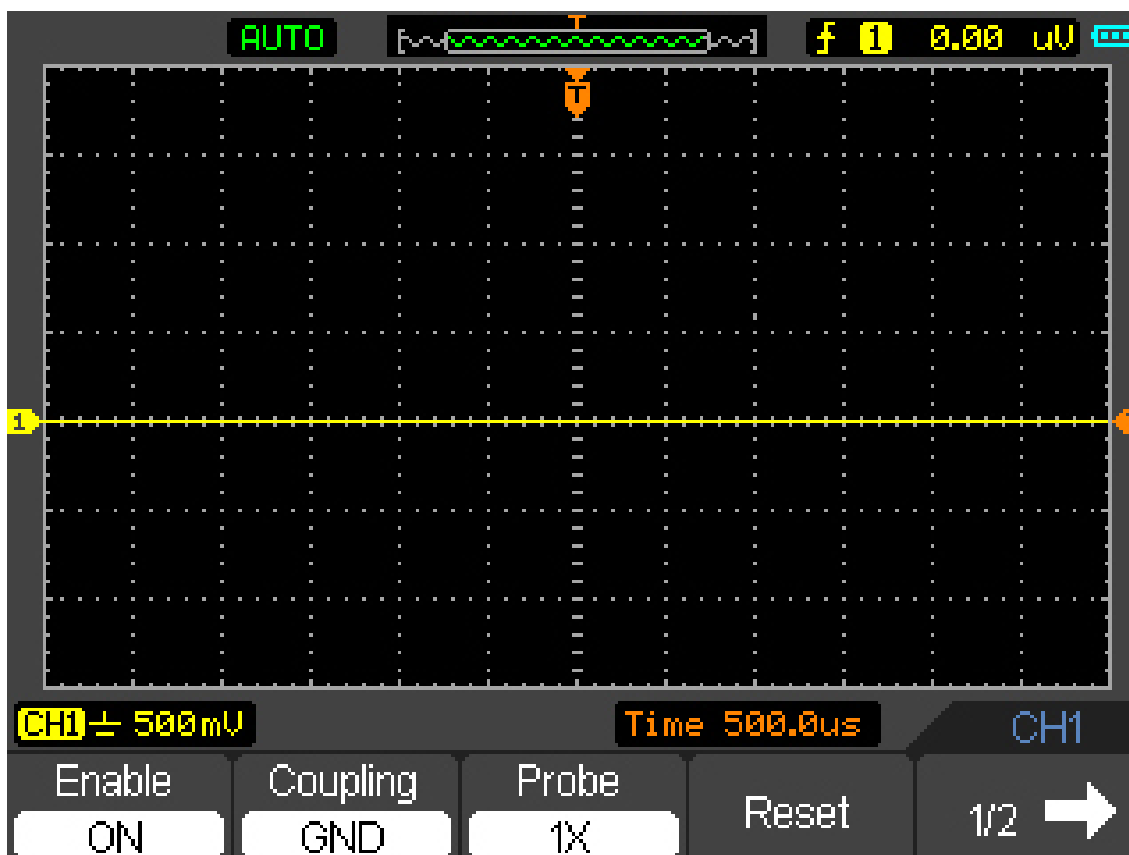 AUTO T 1 0.00 uV
T
1
CH1 500mV Time 500.0us CH1
Enable Coupling Probe Reset 1/2
ON GND 1X